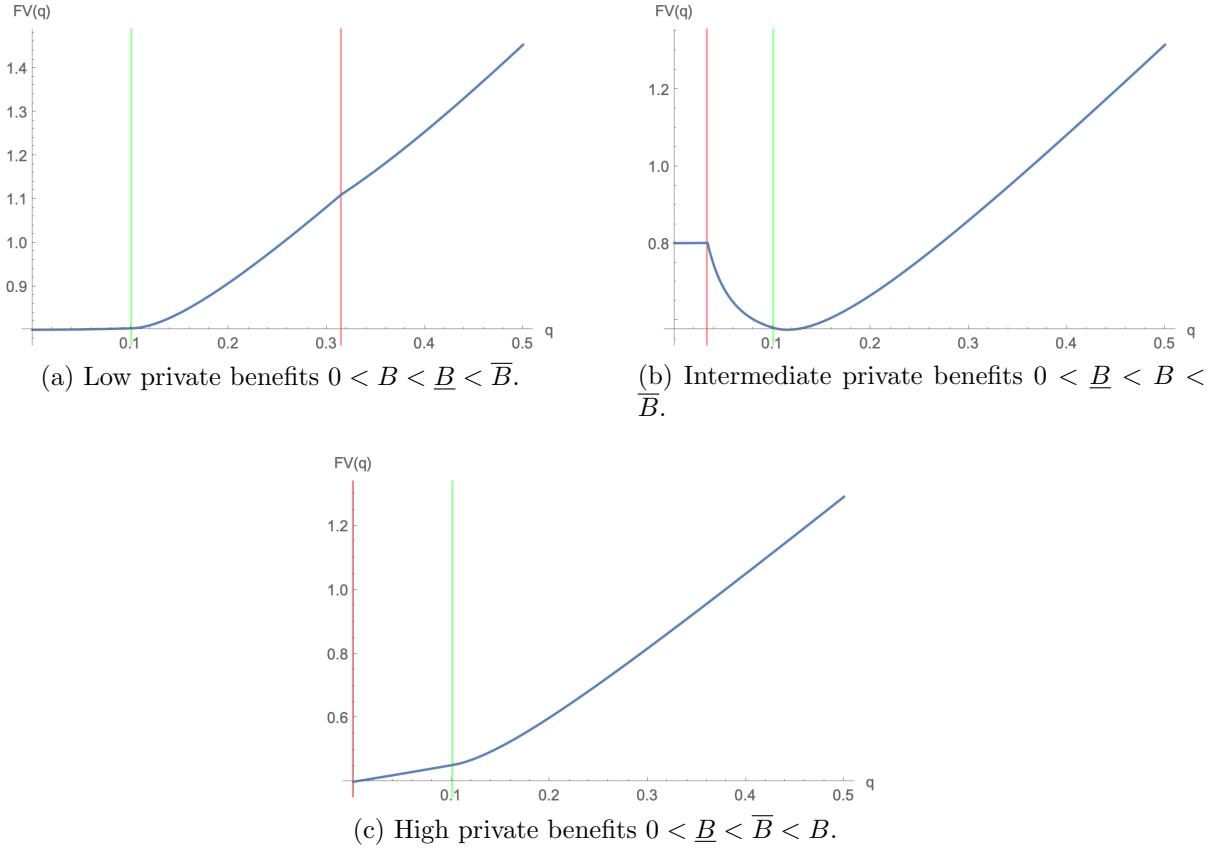 FV(q)
1.4
1.3
1.2
1.1
1.0
0.9
0.1 0.2 0.3 0.4 0.5 q
(a) Low private benefits 0 < B < B̲ < B̅.
FV(q)
1.2
1.0
0.8
0.1 0.2 0.3 0.4 0.5 q
(b) Intermediate private benefits 0 < B̲ < B <
B̅.
FV(q)
1.2
1.0
0.8
0.6
0.1 0.2 0.3 0.4 0.5 q
(c) High private benefits 0 < B̲ < B̅ < B.